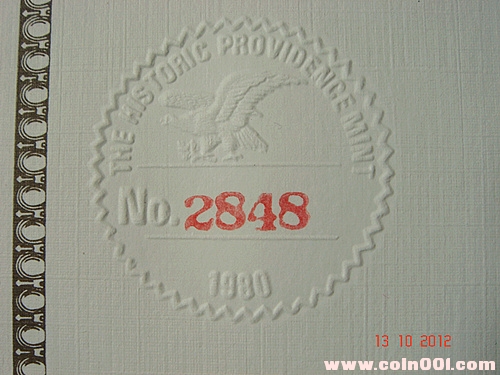 THE HISTORIC PROVIDENCE MINT
No. 2848
1980
13 10 2012
www.coin001.com